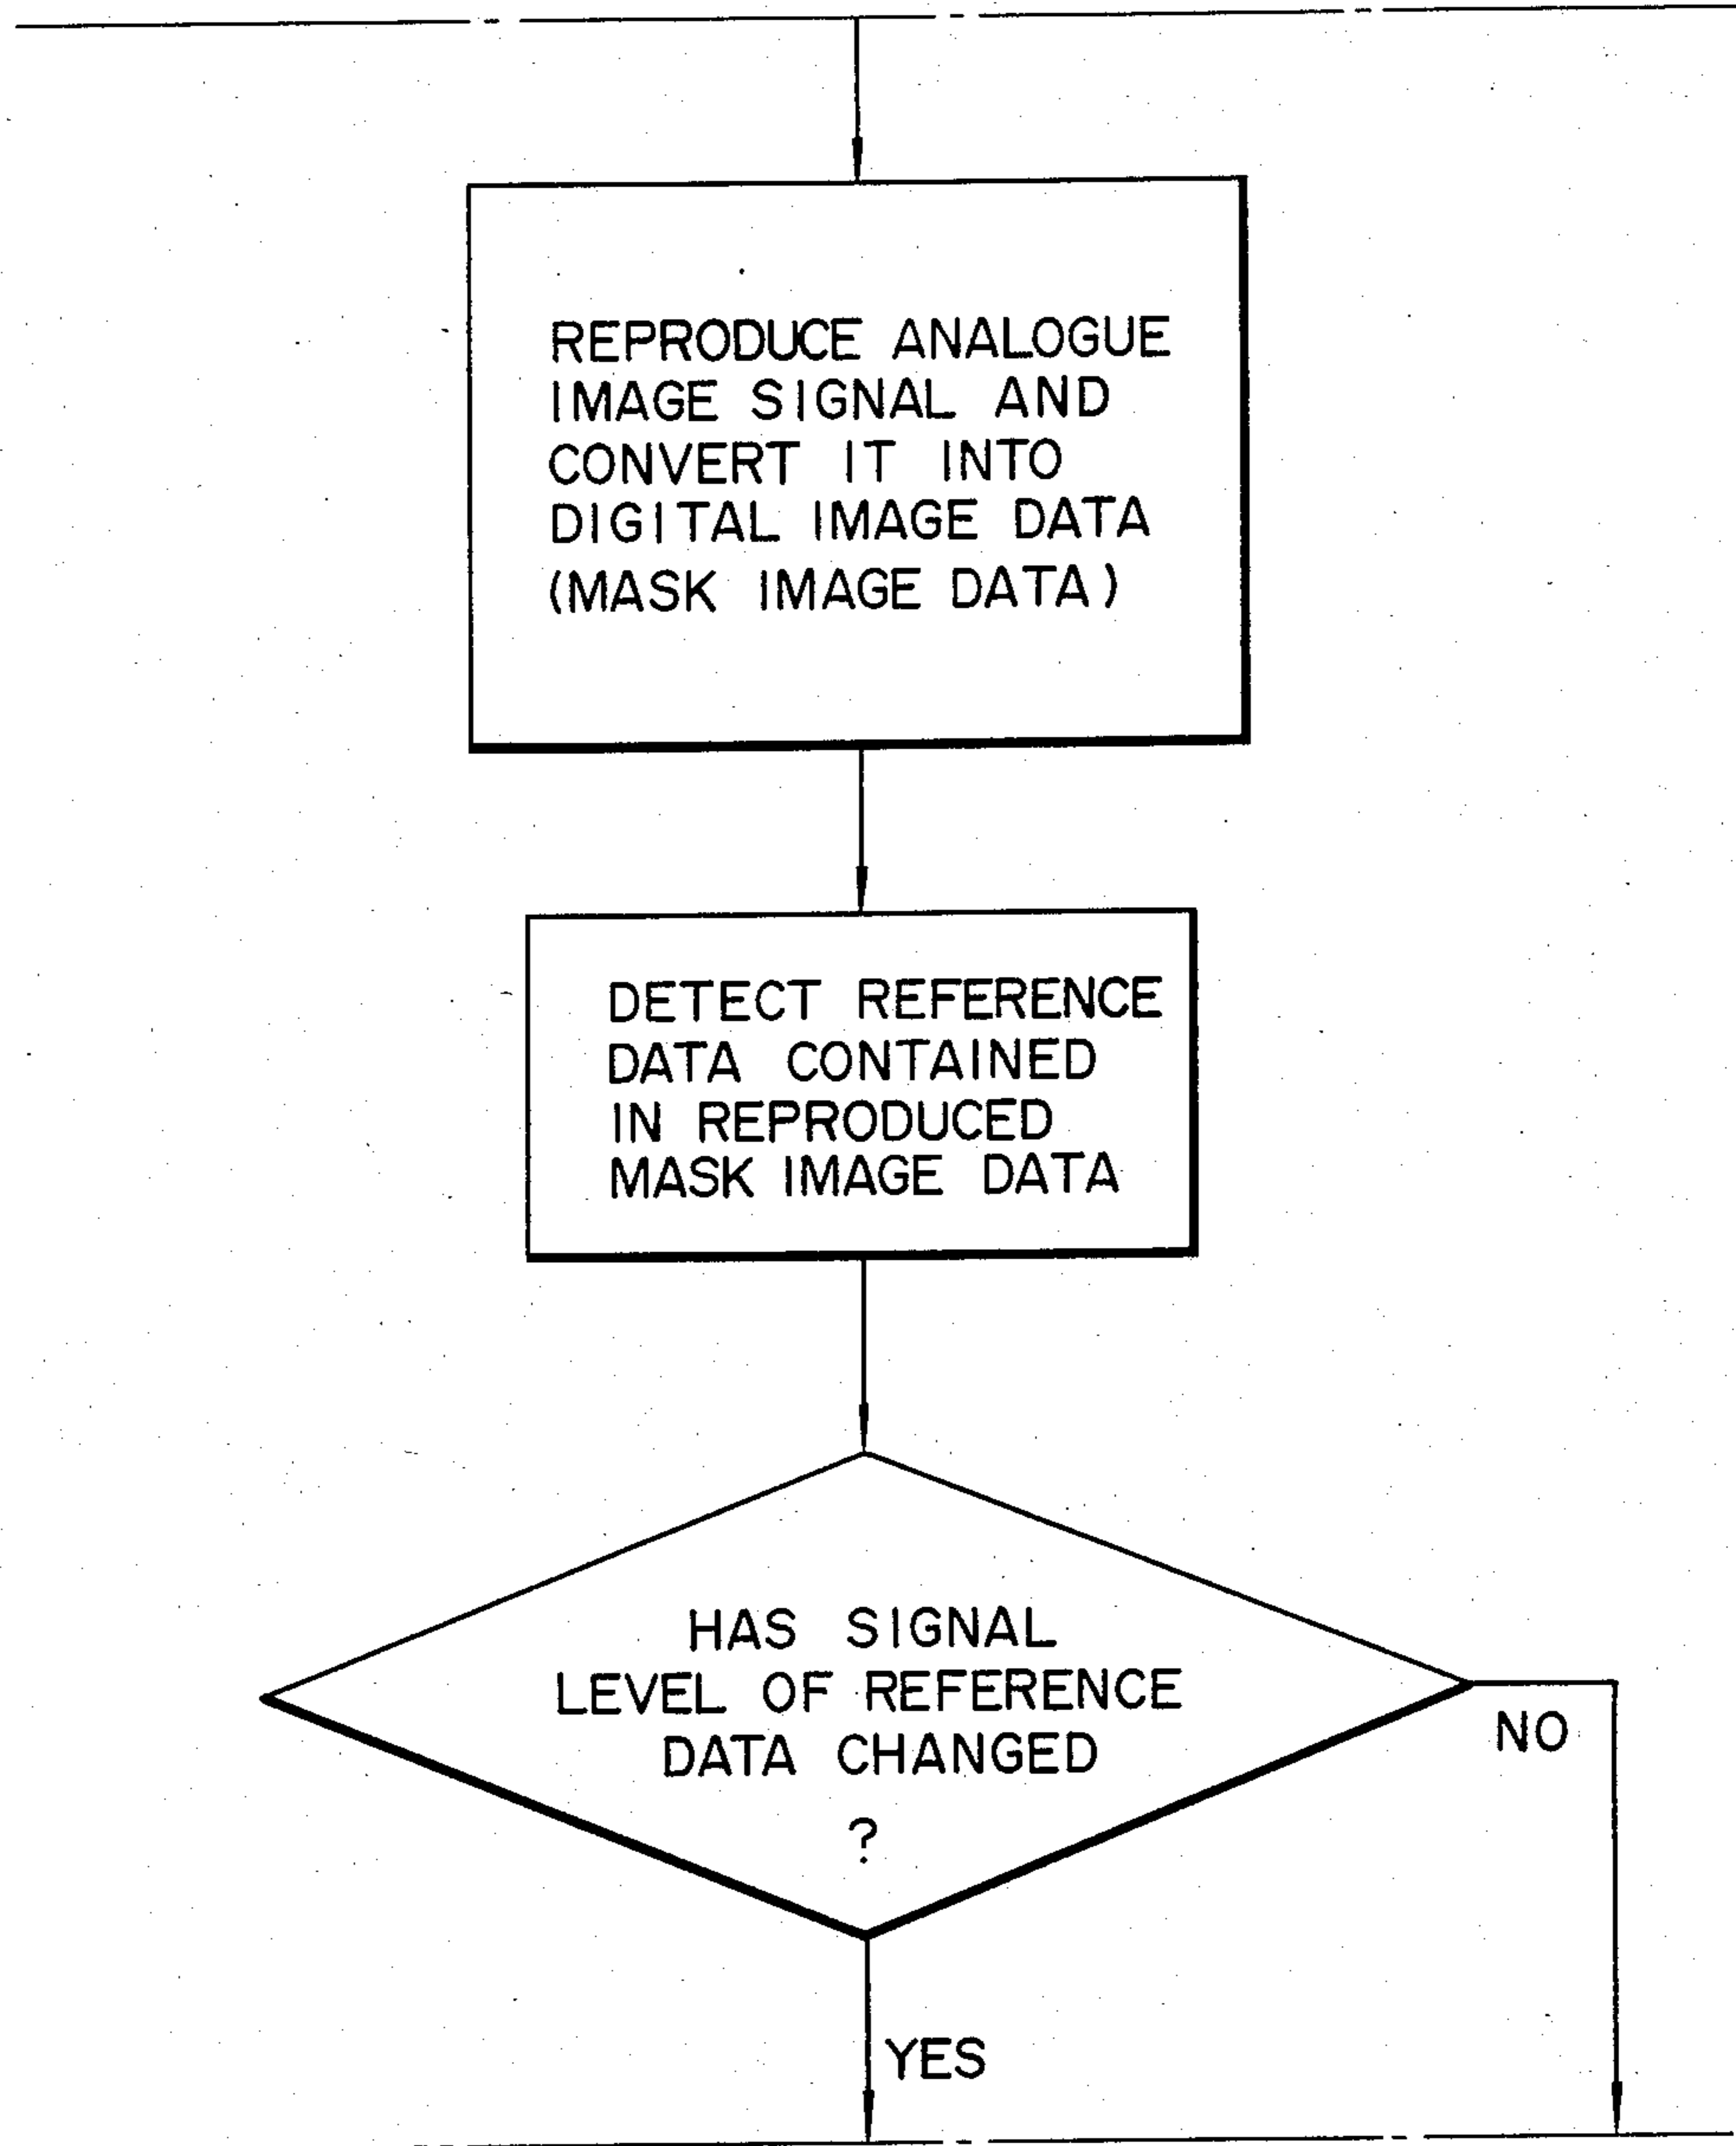 REPRODUCE ANALOGUE
IMAGE SIGNAL AND
CONVERT IT INTO
DIGITAL IMAGE DATA
(MASK IMAGE DATA)
DETECT REFERENCE
DATA CONTAINED
IN REPRODUCED
MASK IMAGE DATA
HAS SIGNAL
LEVEL OF REFERENCE
DATA CHANGED
?
NO
YES